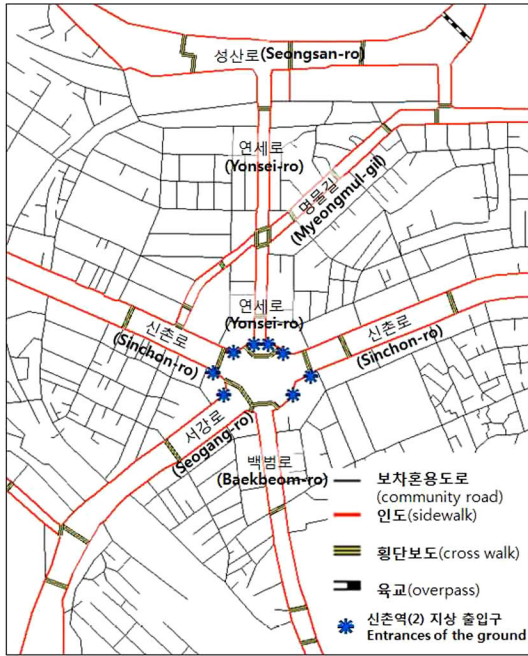 성산로(Seongsan-ro)
연세로
(Yonsei-ro)
명물길
(Myeongmul-gil)
연세로
(Yonsei-ro)
신촌로
(Sinchon-ro)
신촌로
(Sinchon-ro)
서강로
(Seogang-ro)
백범로
(Baekbeom-ro)
보차혼용도로
(community road)
인도(sidewalk)
횡단보도(cross walk)
육교(overpass)
신촌역(2) 지상 출입구
Entrances of the ground